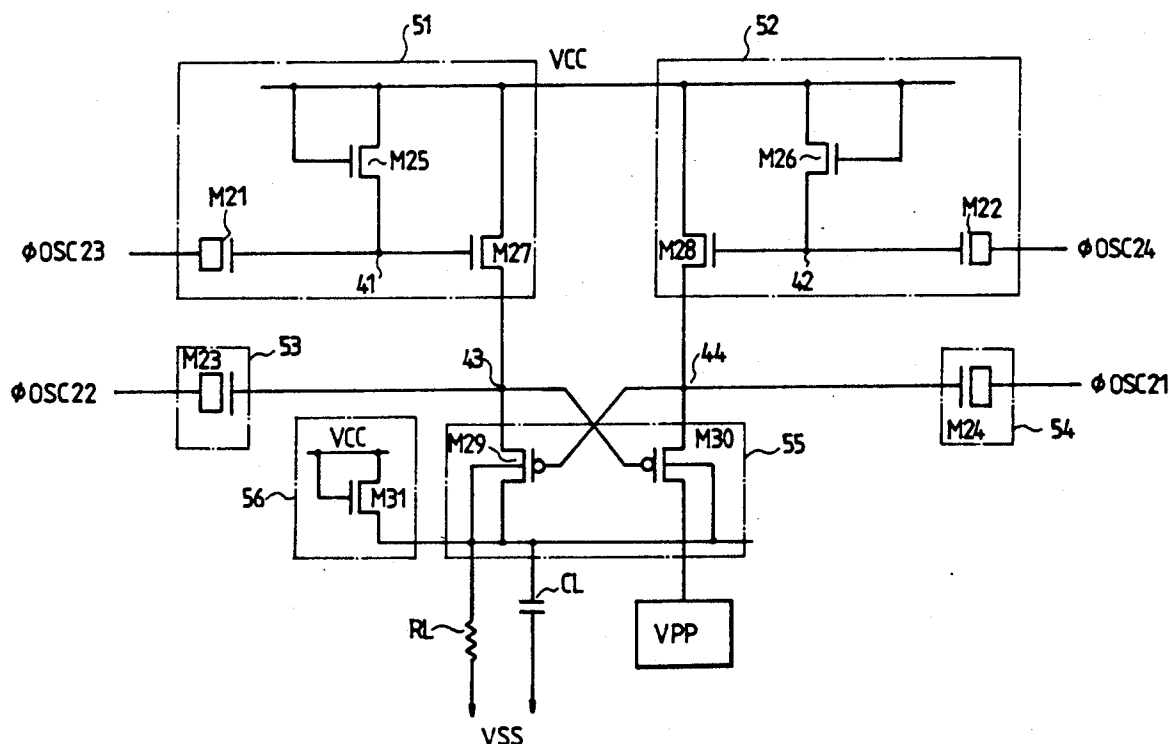 51
52
VCC
M25
M26
M21
M22
φOSC23
M27
M28
φOSC24
41
42
53
43
44
M23
φOSC22
φOSC21
VCC
M29
M30
M24
54
55
56
M31
CL
RL
VPP
VSS